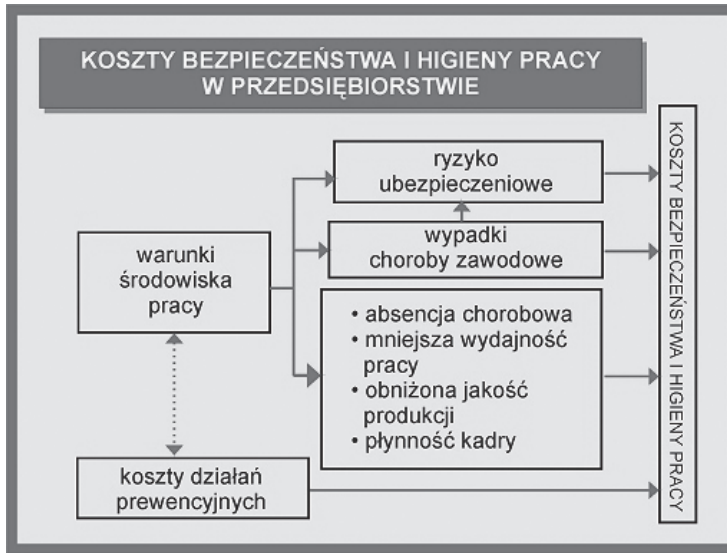 KOSZTY BEZPIECZEŃSTWA I HIGIENY PRACY
W PRZEDSIĘBIORSTWIE
ryzyko
ubezpieczeniowe
wypadki
choroby zawodowe
warunki
środowiska
pracy
• absencja chorobowa
• mniejsza wydajność
pracy
• obniżona jakość
produkcji
• płynność kadry
koszty działań
prewencyjnych
KOSZTY BEZPIECZEŃSTWA I HIGIENY PRACY